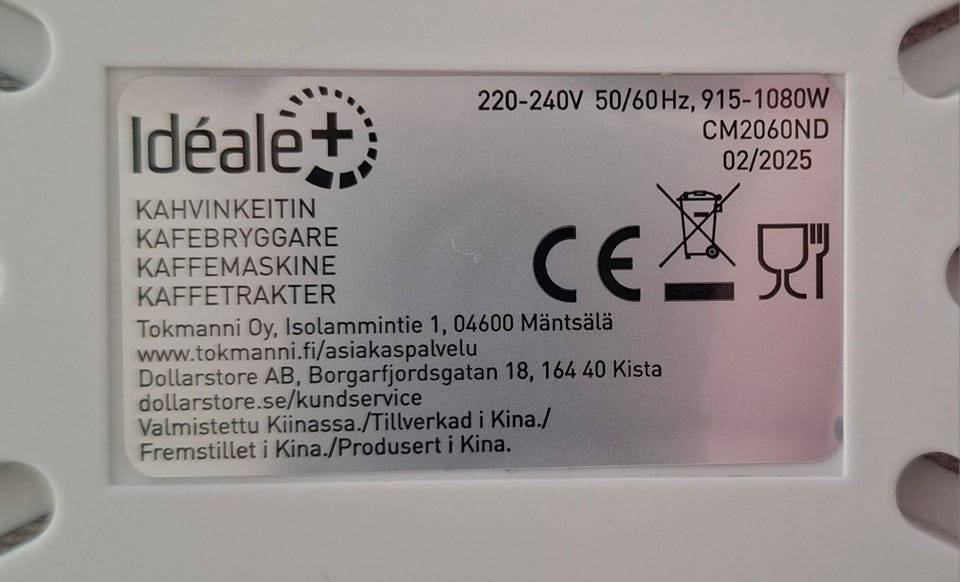 Idéale+
220-240V 50/60Hz, 915-1080W
CM2060ND
02/2025
KAHVINKEITIN
KAFEBRYGGARE
KAFFEMASKINE
KAFFETRAKTER
CE
Tokmanni Oy, Isolammintie 1, 04600 Mäntsälä
www.tokmanni.fi/asiakaspalvelu
Dollarstore AB, Borgarfjordsgatan 18, 164 40 Kista
dollarstore.se/kundservice
Valmistettu Kiinassa./Tillverkad i Kina./
Fremstillet i Kina./Produsert i Kina.